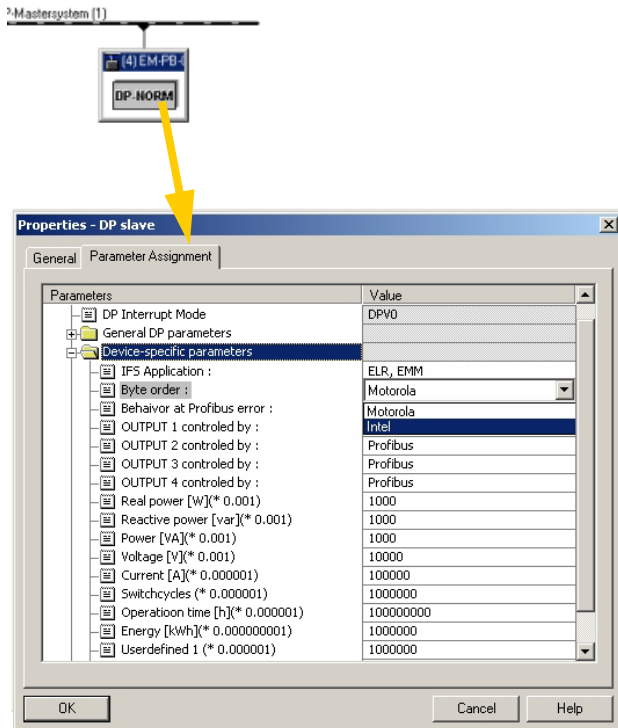 P-Mastersystem (1)
(4) EM-PB-
DP-NORM
Properties - DP slave
General Parameter Assignment
Parameters Value
DP Interrupt Mode DPV0
General DP parameters
Device-specific parameters
IFS Application : ELR, EMM
Byte order : Motorola
Behaivor at Profibus error : Motorola
Intel
OUTPUT 1 controled by :
OUTPUT 2 controled by : Profibus
OUTPUT 3 controled by : Profibus
OUTPUT 4 controled by : Profibus
Real power [W](* 0.001) 1000
Reactive power [var](* 0.001) 1000
Power [VA](* 0.001) 1000
Voltage [V](* 0.001) 10000
Current [A](* 0.000001) 100000
Switchcycles (* 0.000001) 1000000
Operatioon time [h](* 0.000001) 100000000
Energy [kWh](* 0.000000001) 1000000
Userdefined 1 (* 0.000001) 1000000
OK Cancel Help